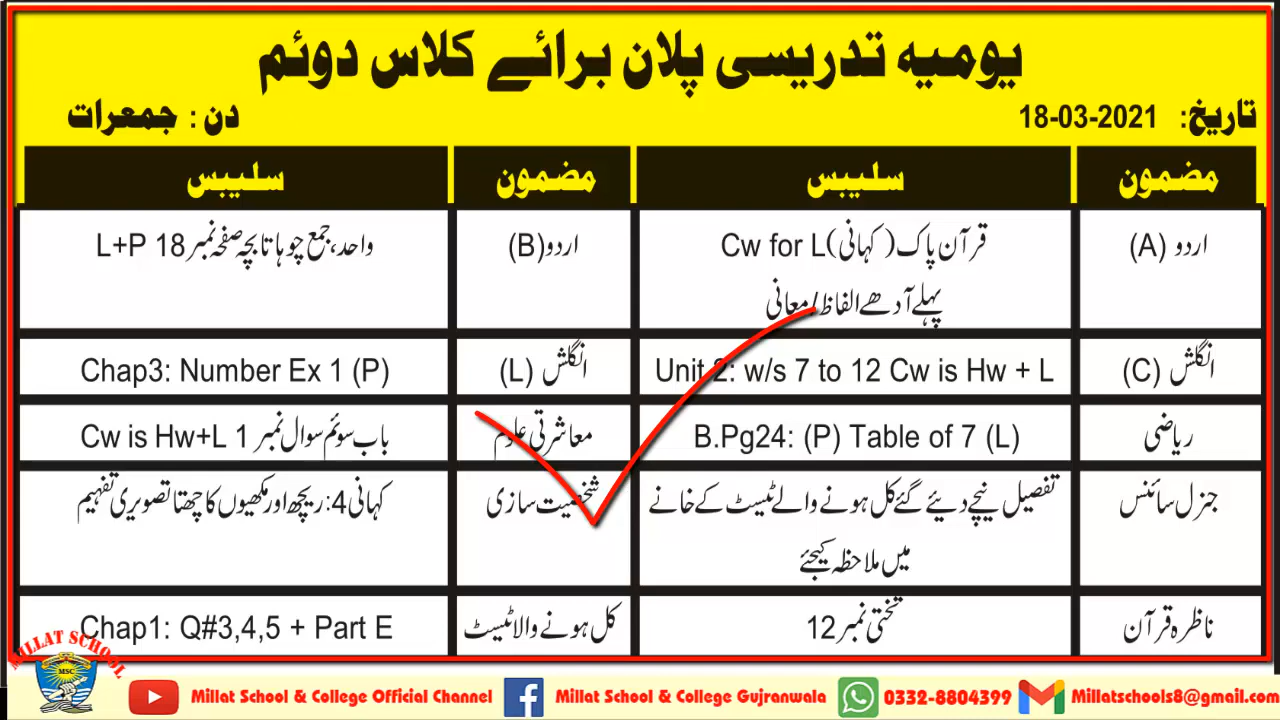 یومیہ تدریسی پلان برائے کلاس دوئم
تاریخ: 18-03-2021 دن : جمعرات
مضمون سلیبس مضمون سلیبس
اردو (A) قرآن پاک (کہانی) Cw for L اردو(B) واحد، جمع چوہا تا بچہ صفحہ نمبر 18 L+P
پہلے آدھے الفاظ/معانی
انگلش (C) Unit 2: w/s 7 to 12 Cw is Hw + L انگلش (L) Chap3: Number Ex 1 (P)
ریاضی B.Pg24: (P) Table of 7 (L) معاشرتی علوم باب سوئم سوال نمبر 1 Cw is Hw+L
جنرل سائنس تفصیل نیچے دیئے گئے کل ہونے والے ٹیسٹ کے خانے شخصیت سازی کہانی 4: ریچھ اور مکھیوں کا چھتا تصویری تفہیم
میں ملاحظہ کیجئے
ناظرہ قرآن تختی نمبر 12 کل ہونے والا ٹیسٹ Chap1: Q#3,4,5 + Part E
MILLAT SCHOOL
MSC
Millat School & College Official Channel Millat School & College Gujranwala 0332-8804399 Millatschools8@gmail.com